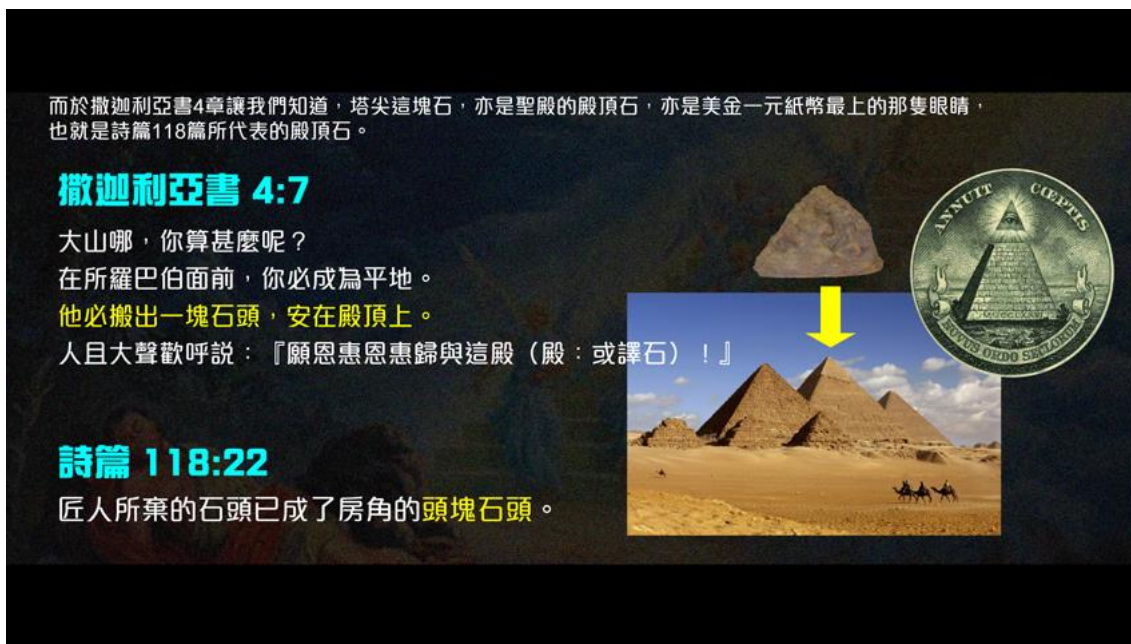 而於撒迦利亞書4章讓我們知道，塔尖這塊石，亦是聖殿的殿頂石，亦是美金一元紙幣最上的那隻眼睛，
也就是詩篇118篇所代表的殿頂石。
撒迦利亞書 4:7
大山哪，你算甚麼呢？
在所羅巴伯面前，你必成為平地。
他必搬出一塊石頭，安在殿頂上。
人且大聲歡呼説：『願恩惠恩惠歸與這殿（殿：或譯石）！』
詩篇 118:22
匠人所棄的石頭已成了房角的頭塊石頭。
ANNUIT CŒPTIS
MDCCLXXVI
NOVUS ORDO SECLORUM